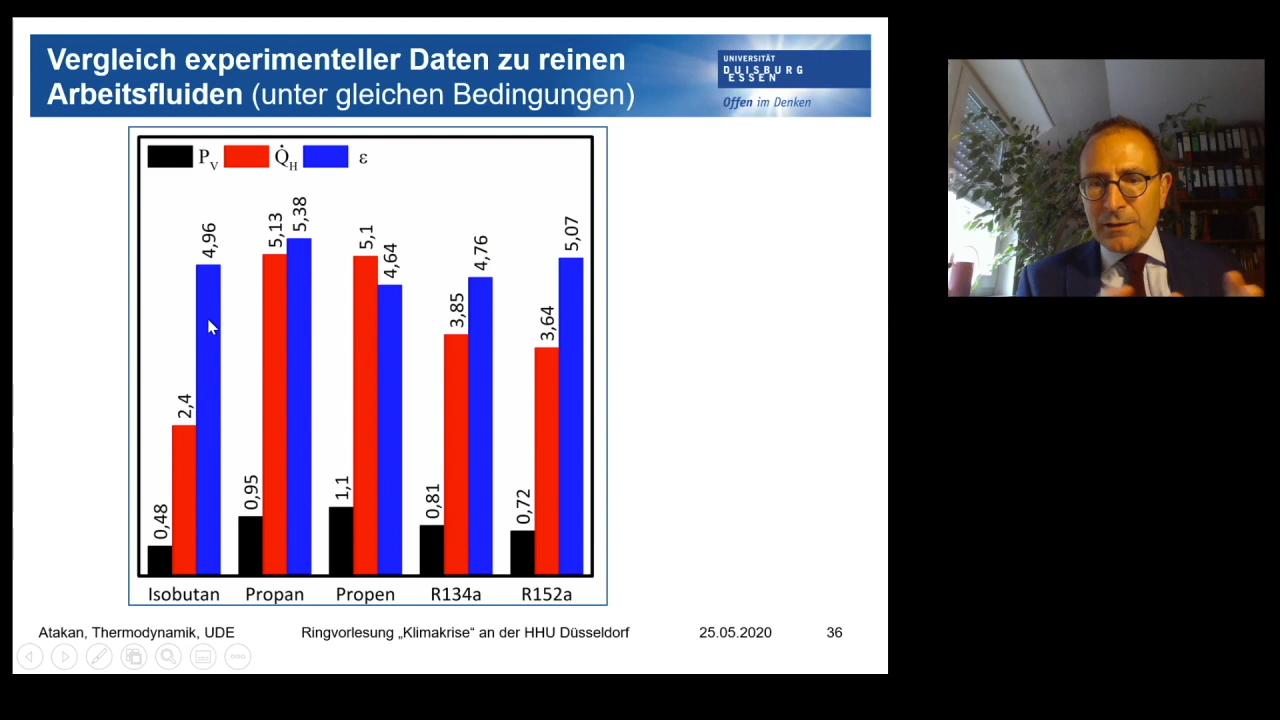 Vergleich experimenteller Daten zu reinen
Arbeitsfluiden (unter gleichen Bedingungen)
UNIVERSITÄT
DUISBURG
ESSEN
Offen im Denken
P_V Q̇_H ε
0,48
2,4
4,96
0,95
5,13
5,38
1,1
5,1
4,64
0,81
3,85
4,76
0,72
3,64
5,07
Isobutan Propan Propen R134a R152a
Atakan, Thermodynamik, UDE Ringvorlesung „Klimakrise“ an der HHU Düsseldorf 25.05.2020 36